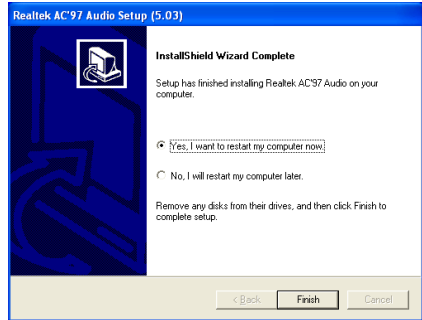 Realtek AC'97 Audio Setup (5.03)
InstallShield Wizard Complete
Setup has finished installing Realtek AC'97 Audio on your
computer.
Yes, I want to restart my computer now.
No, I will restart my computer later.
Remove any disks from their drives, and then click Finish to
complete setup.
< Back Finish Cancel